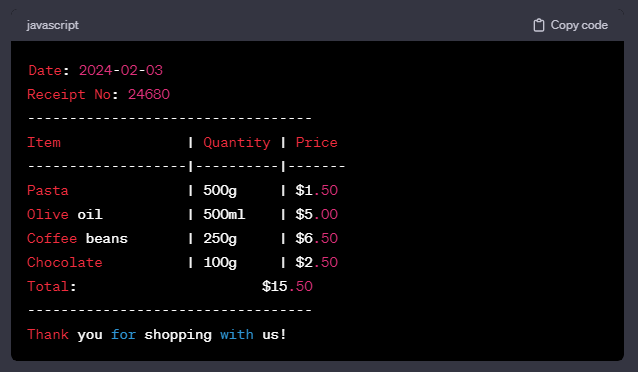 javascript
Copy code
Date: 2024-02-03
Receipt No: 24680
----------------------------------
Item               | Quantity | Price
-------------------|----------|-------
Pasta              | 500g     | $1.50
Olive oil          | 500ml    | $5.00
Coffee beans       | 250g     | $6.50
Chocolate          | 100g     | $2.50
Total:                      $15.50
----------------------------------
Thank you for shopping with us!